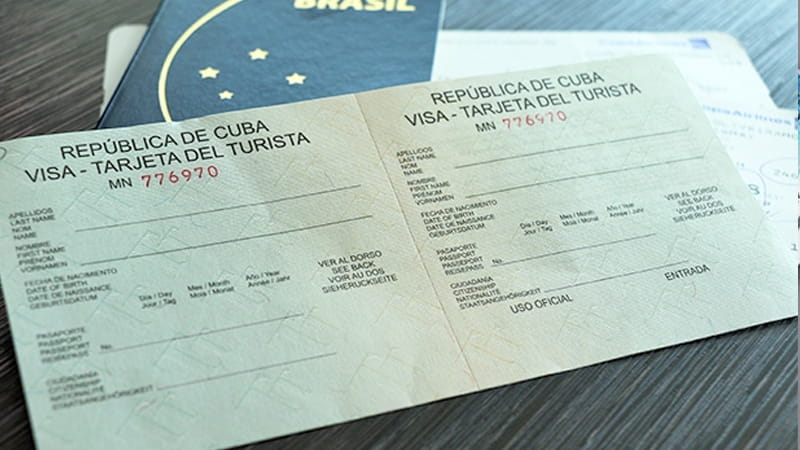 BRASIL
REPÚBLICA DE CUBA
VISA - TARJETA DEL TURISTA
MN 776970
APELLIDOS
LAST NAME
NOM
NAME
NOMBRE
FIRST NAME
PRÉNOM
VORNAMEN
FECHA DE NACIMIENTO
DATE OF BIRTH
DATE DE NAISSANCE
GEBURTSDATUM
Día / Day Mes / Month Año / Year
Jour / Tag Mois / Monat Année / Jahr
VER AL DORSO
SEE BACK
VOIR AU DOS
SIEHERÜCKSEITE
PASAPORTE
PASSPORT
PASSEPORT
REISEPASS No.
CIUDADANIA
CITIZENSHIP
NATIONALITÉ
STAATSANGEHÖRIGKEIT
REPÚBLICA DE CUBA
VISA - TARJETA DEL TURISTA
MN 776970
APELLIDOS
LAST NAME
NOM
NAME
NOMBRE
FIRST NAME
PRÉNOM
VORNAMEN
FECHA DE NACIMIENTO
DATE OF BIRTH
DATE DE NAISSANCE
GEBURTSDATUM
Día / Day Mes / Month Año / Year
Jour / Tag Mois / Monat Année / Jahr
VER AL DORSO
SEE BACK
VOIR AU DOS
SIEHERÜCKSEITE
PASAPORTE
PASSPORT
PASSEPORT
REISEPASS No.
CIUDADANIA
CITIZENSHIP
NATIONALITÉ
STAATSANGEHÖRIGKEIT
USO OFICIAL
ENTRADA